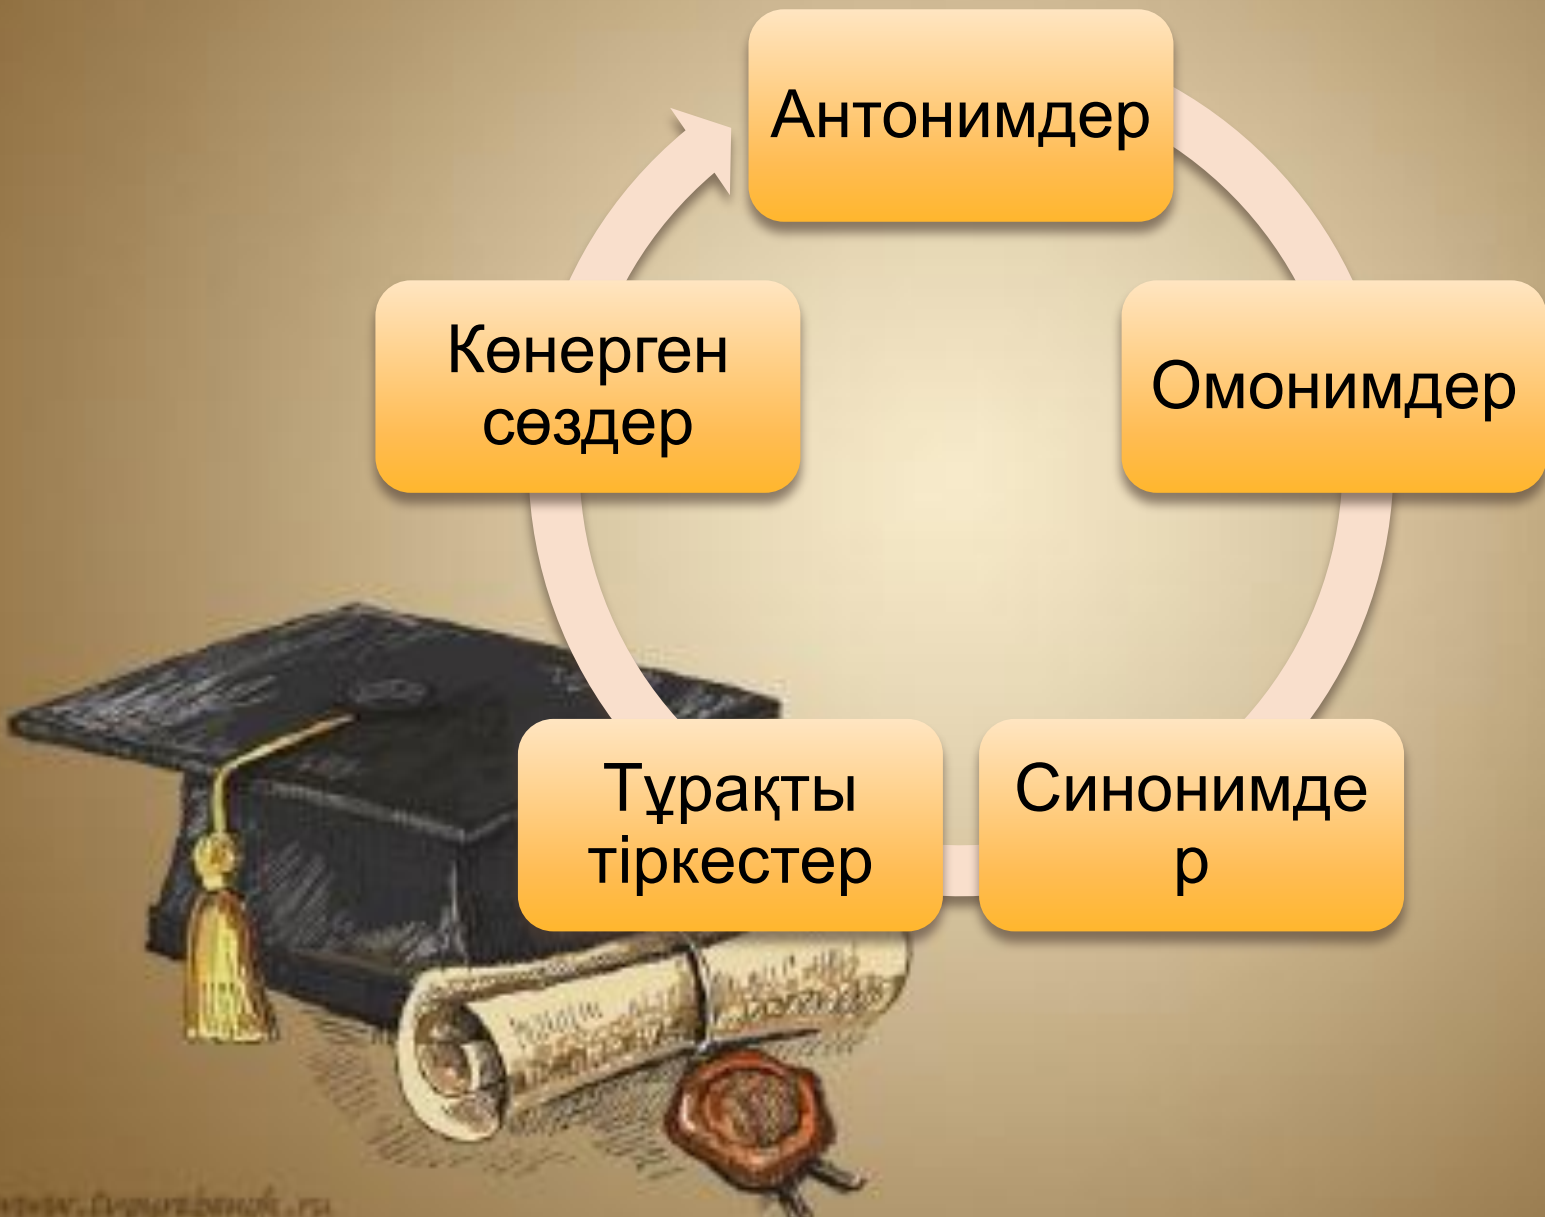 Антонимдер
Омонимдер
Синонимде
р
Тұрақты
тіркестер
Көнерген
сөздер